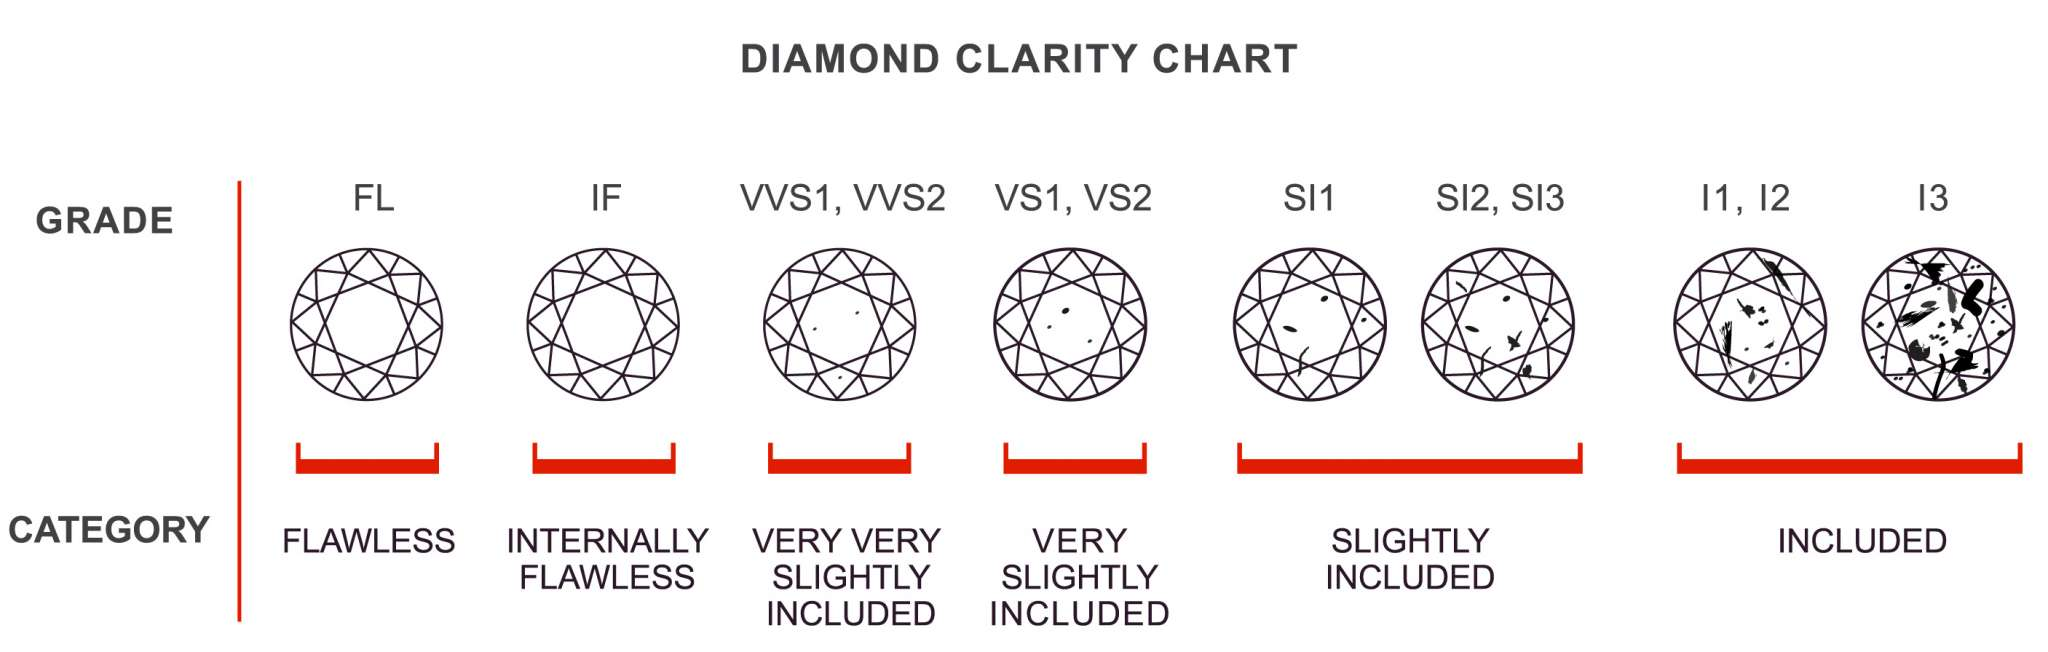 DIAMOND CLARITY CHART
GRADE
FL
IF
VVS1, VVS2
VS1, VS2
SI1
SI2, SI3
I1, I2
I3
CATEGORY
FLAWLESS
INTERNALLY
FLAWLESS
VERY VERY
SLIGHTLY
INCLUDED
VERY
SLIGHTLY
INCLUDED
SLIGHTLY
INCLUDED
INCLUDED